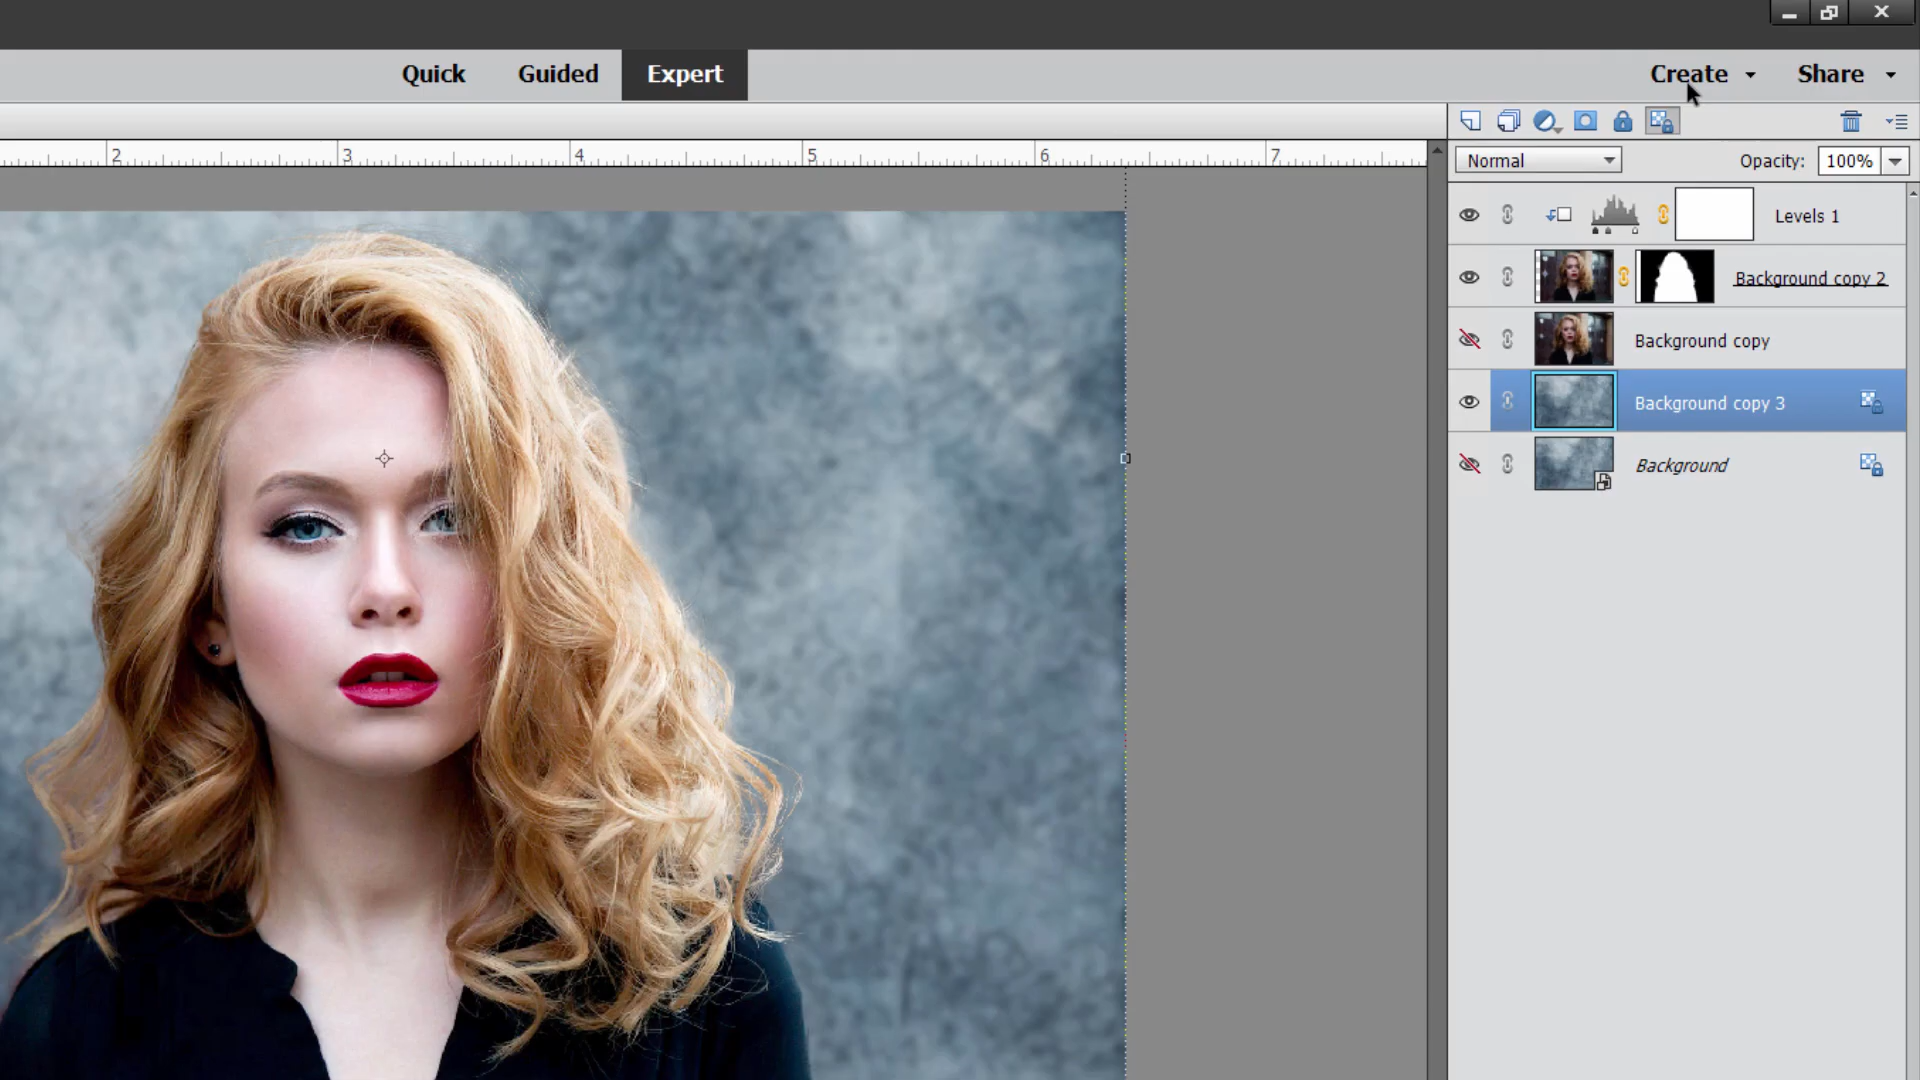 Quick Guided Expert Create Share
Normal Opacity: 100%
2 3 4 5 6 7
Levels 1
Background copy 2
Background copy
Background copy 3
Background